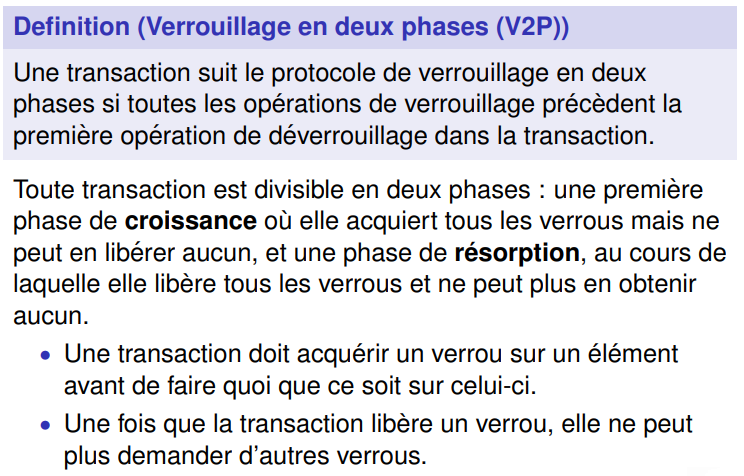 Definition (Verrouillage en deux phases (V2P))
Une transaction suit le protocole de verrouillage en deux
phases si toutes les opérations de verrouillage précèdent la
première opération de déverrouillage dans la transaction.
Toute transaction est divisible en deux phases : une première
phase de croissance où elle acquiert tous les verrous mais ne
peut en libérer aucun, et une phase de résorption, au cours de
laquelle elle libère tous les verrous et ne peut plus en obtenir
aucun.
• Une transaction doit acquérir un verrou sur un élément
avant de faire quoi que ce soit sur celui-ci.
• Une fois que la transaction libère un verrou, elle ne peut
plus demander d'autres verrous.